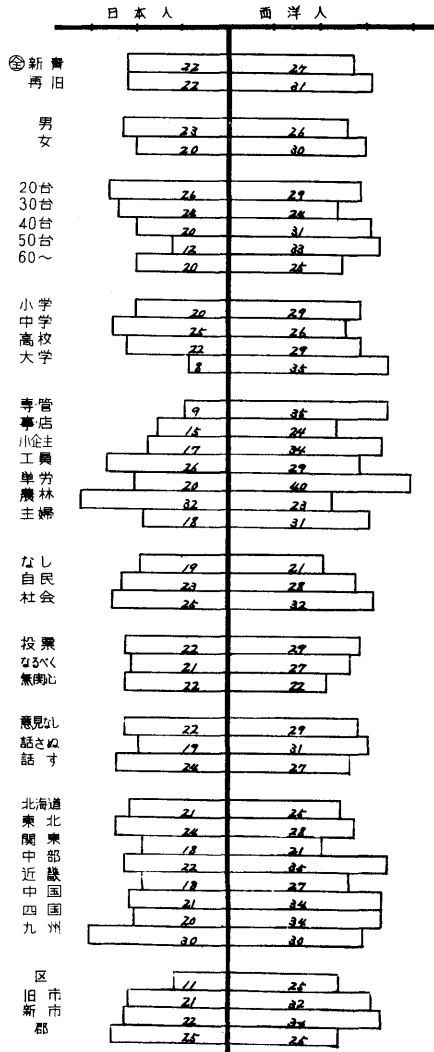 日本人 西洋人
全 新書 22 27
再旧 22 31
男 23 26
女 20 30
20台 26 29
30台 24
40台 20 31
50台 12 33
60～ 20 25
小学 20 29
中学 25 26
高校 22 29
大学 8 35
専・管 9 35
事・店 15 24
小企主 17 34
工員 26 29
単労 20 40
農林 32 23
主婦 18 31
なし 19 21
自民 23 28
社会 25 32
投票 22 29
なるべく 21 27
無関心 22 22
意見なし 22 29
話さぬ 19 31
話す 24 27
北海道 21 25
東北 24 28
関東 18 21
中部 22 35
近畿 18 27
中国 21 34
四国 20 34
九州 30 30
区 11 25
旧市 21 32
新市 22 34
郡 25 25